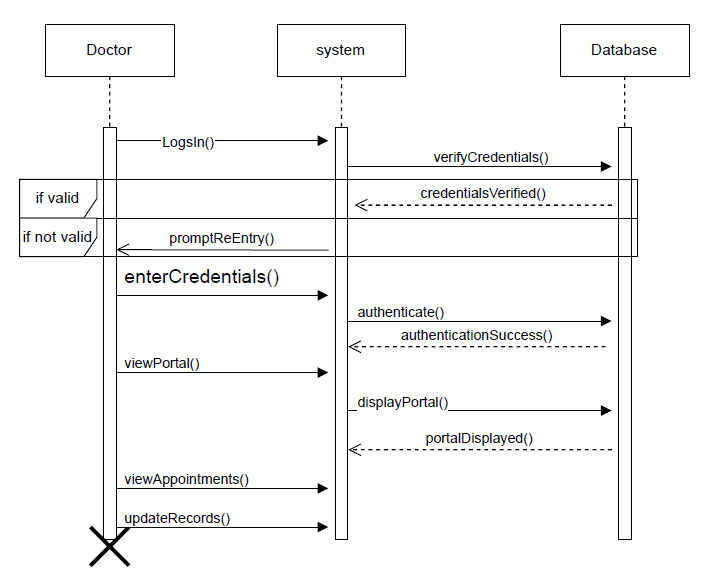 Doctor
system
Database
LogsIn()
verifyCredentials()
if valid
credentialsVerified()
if not valid
promptReEntry()
enterCredentials()
authenticate()
authenticationSuccess()
viewPortal()
displayPortal()
portalDisplayed()
viewAppointments()
updateRecords()